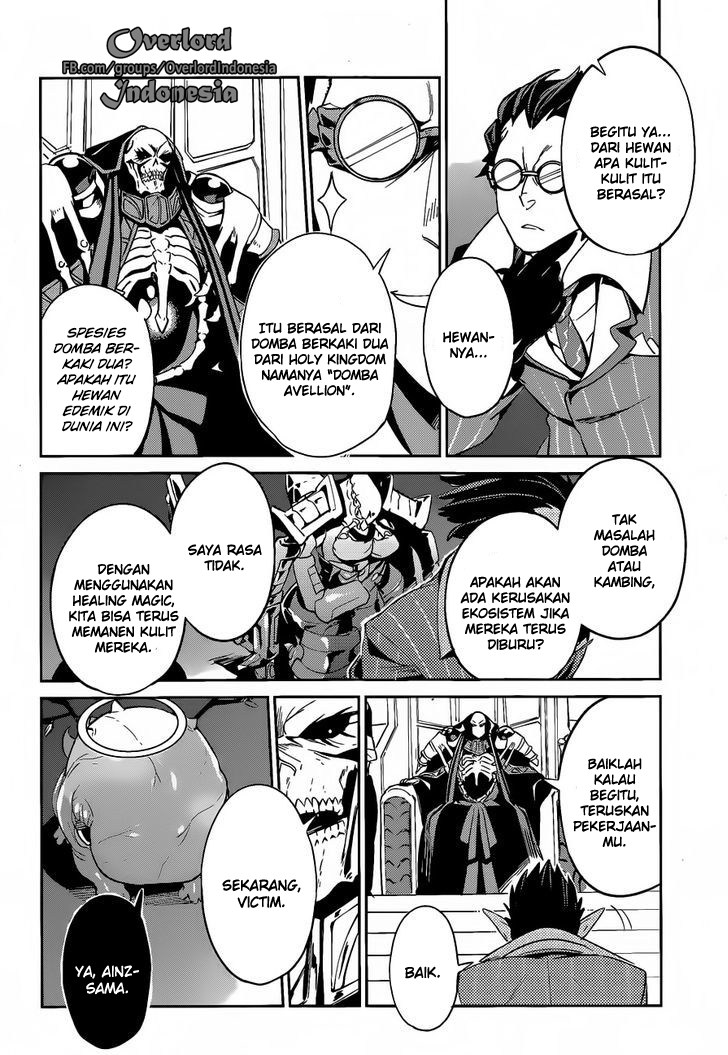 Overlord
FB.com/groups/OverlordIndonesia
Indonesia
BEGITU YA...
DARI HEWAN
APA KULIT-
KULIT ITU
BERASAL?
HEWAN-
NYA...
ITU BERASAL DARI
DOMBA BERKAKI DUA
DARI HOLY KINGDOM
NAMANYA "DOMBA
AVELLION".
SPESIES
DOMBA BER-
KAKI DUA?
APAKAH ITU
HEWAN
EDEMIK DI
DUNIA INI?
TAK
MASALAH
DOMBA
ATAU
KAMBING,
APAKAH AKAN
ADA KERUSAKAN
EKOSISTEM JIKA
MEREKA TERUS
DIBURU?
SAYA RASA
TIDAK.
DENGAN
MENGGUNAKAN
HEALING MAGIC,
KITA BISA TERUS
MEMANEN KULIT
MEREKA.
BAIKLAH
KALAU
BEGITU,
TERUSKAN
PEKERJAAN-
MU.
BAIK.
SEKARANG,
VICTIM.
YA, AINZ-
SAMA.